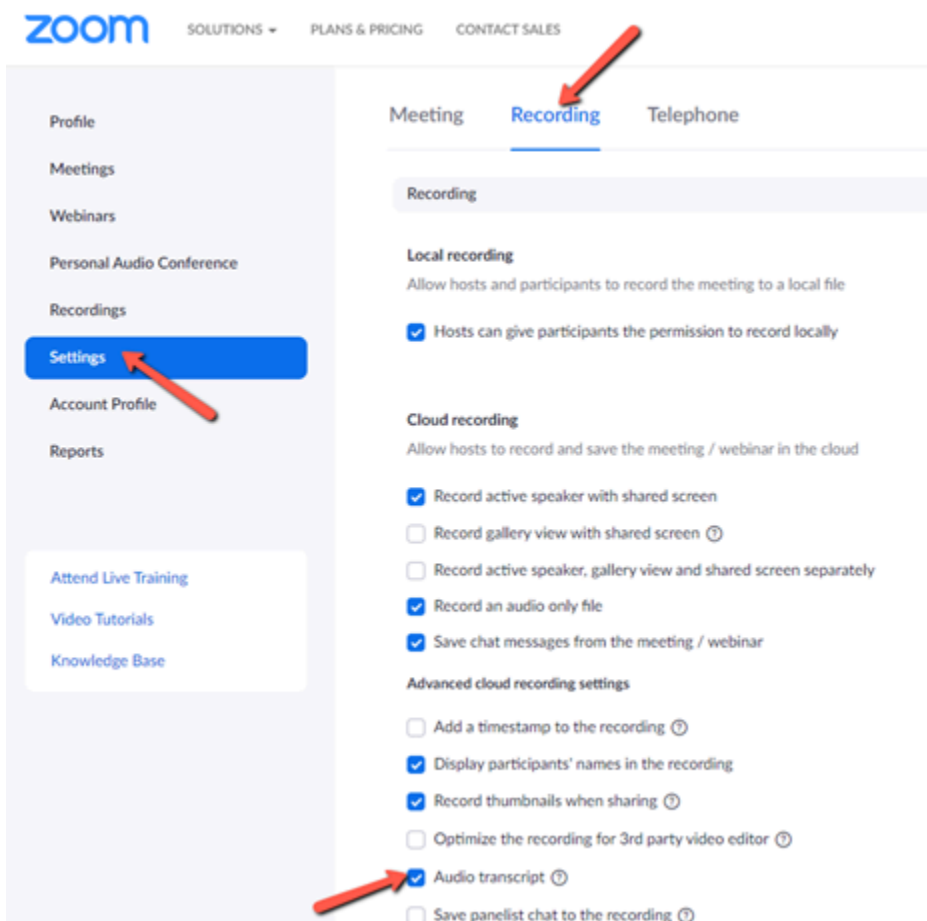 zoom SOLUTIONS PLANS & PRICING CONTACT SALES
Profile
Meetings
Webinars
Personal Audio Conference
Recordings
Settings
Account Profile
Reports
Attend Live Training
Video Tutorials
Knowledge Base
Meeting Recording Telephone
Recording
Local recording
Allow hosts and participants to record the meeting to a local file
Hosts can give participants the permission to record locally
Cloud recording
Allow hosts to record and save the meeting / webinar in the cloud
Record active speaker with shared screen
Record gallery view with shared screen
Record active speaker, gallery view and shared screen separately
Record an audio only file
Save chat messages from the meeting / webinar
Advanced cloud recording settings
Add a timestamp to the recording
Display participants' names in the recording
Record thumbnails when sharing
Optimize the recording for 3rd party video editor
Audio transcript
Save panelist chat to the recording